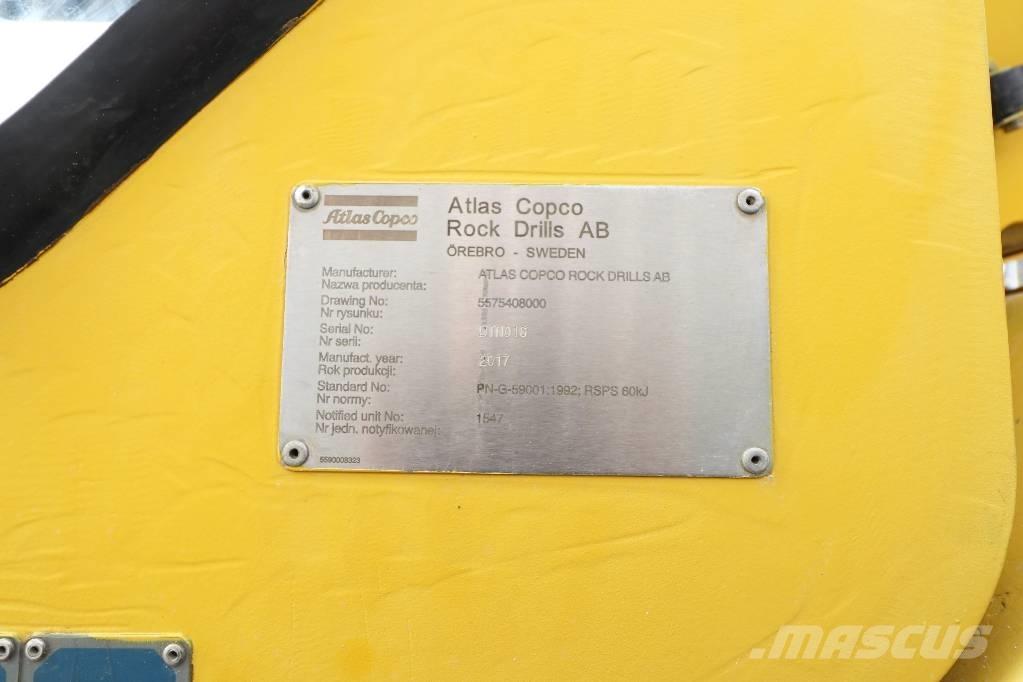 Atlas Copco
Atlas Copco
Rock Drills AB
ÖREBRO - SWEDEN
Manufacturer: ATLAS COPCO ROCK DRILLS AB
Nazwa producenta:
Drawing No: 5575408000
Nr rysunku:
Serial No:
Nr serii:
Manufact. year: 2017
Rok produkcji:
Standard No: PN-G-59001:1992; RSPS 60kJ
Nr normy:
Notified unit No: 1547
Nr jedn. notyfikowanej:
5590008323
MASCUS